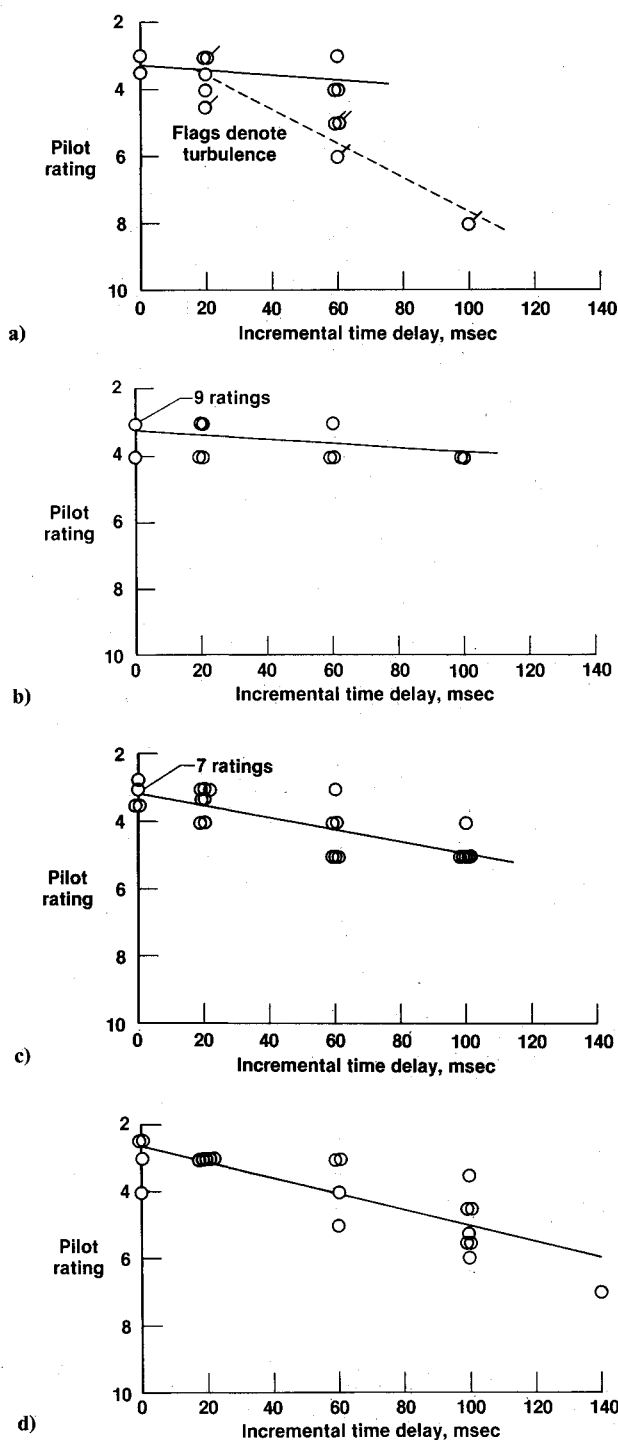 2
4
Flags denote
turbulence
Pilot
rating
6
8
10
0 20 40 60 80 100 120 140
Incremental time delay, msec
a)
2
9 ratings
4
Pilot
rating
6
8
10
0 20 40 60 80 100 120 140
Incremental time delay, msec
b)
2
7 ratings
4
Pilot
rating
6
8
10
0 20 40 60 80 100 120 140
Incremental time delay, msec
c)
2
4
Pilot
rating
6
8
10
0 20 40 60 80 100 120 140
Incremental time delay, msec
d)